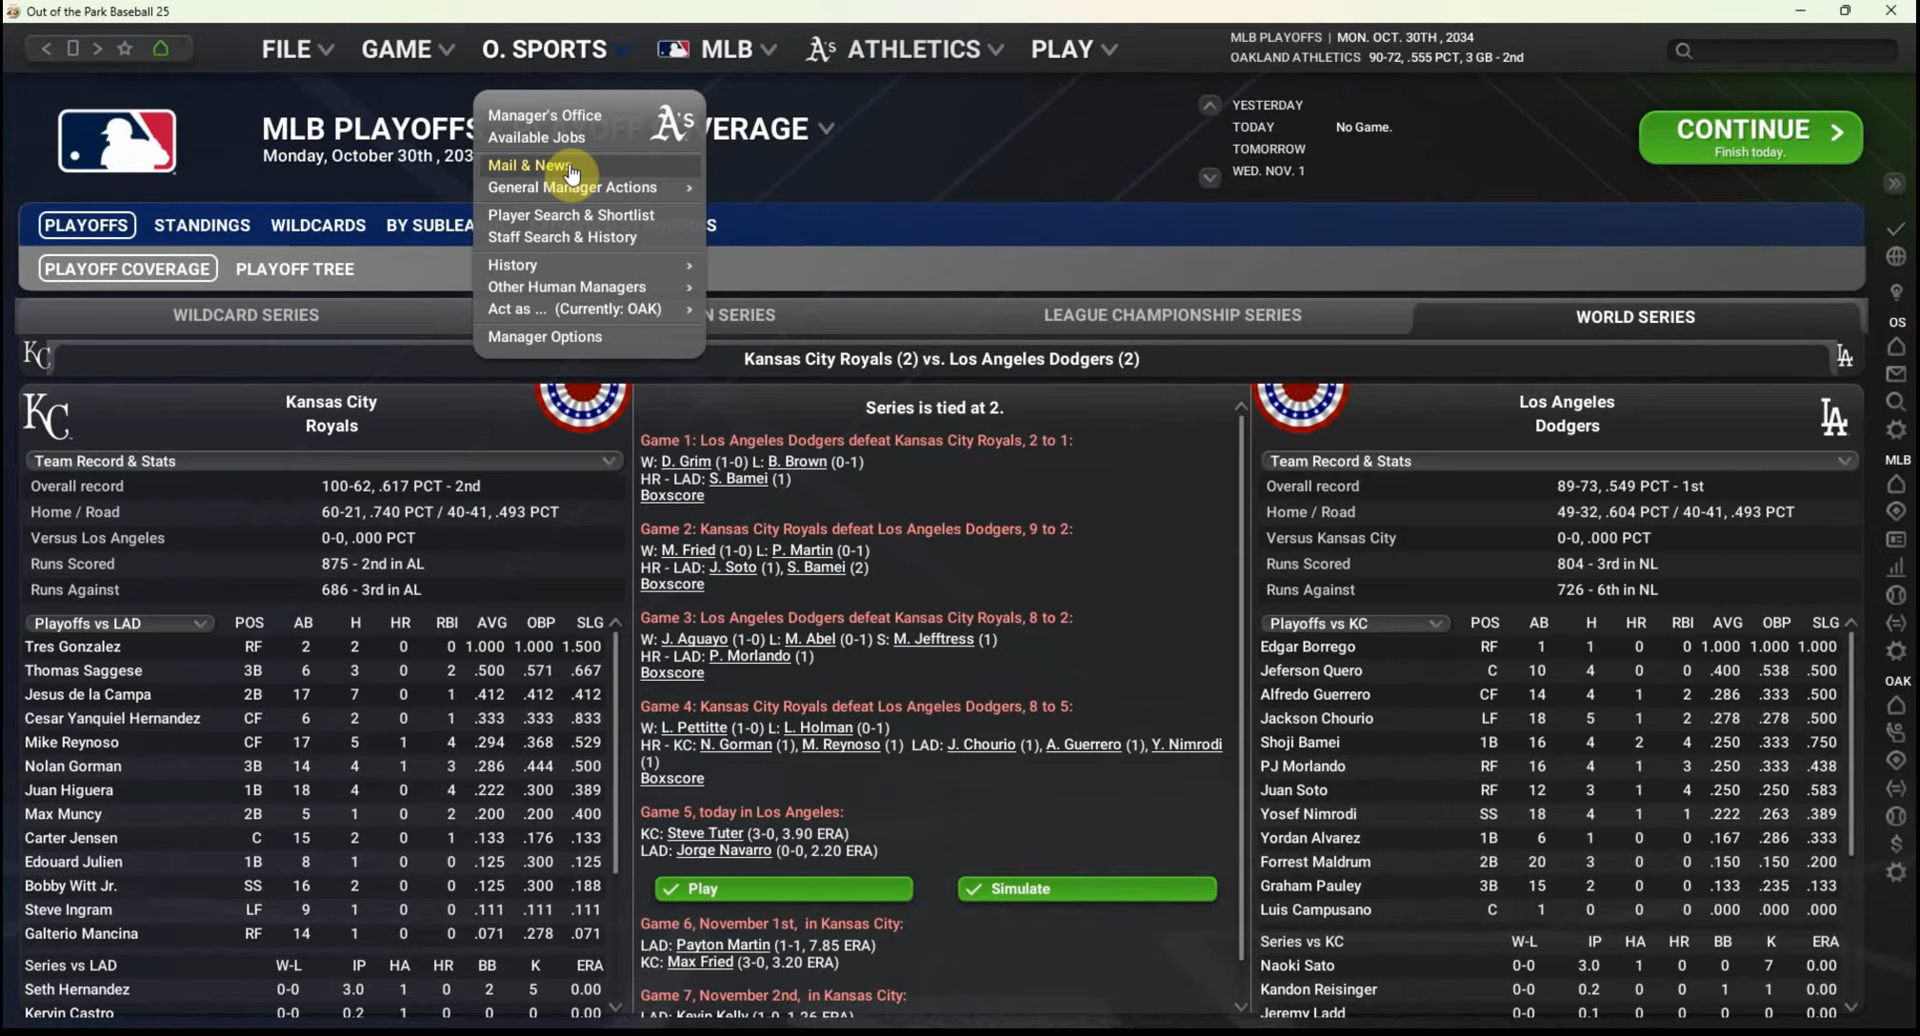 Out of the Park Baseball 25
FILE GAME O. SPORTS MLB A's ATHLETICS PLAY
MLB PLAYOFFS | MON. OCT. 30TH , 2034
OAKLAND ATHLETICS 90-72, .555 PCT, 3 GB - 2nd
MLB PLAYOFFS VERAGE
Monday, October 30th , 203
YESTERDAY
TODAY No Game.
TOMORROW
WED. NOV. 1
CONTINUE
Finish today.
Manager's Office A's
Available Jobs
Mail & News
General Manager Actions
Player Search & Shortlist
Staff Search & History
History
Other Human Managers
Act as ... (Currently: OAK)
Manager Options
PLAYOFFS STANDINGS WILDCARDS BY SUBLEA
PLAYOFF COVERAGE PLAYOFF TREE
WILDCARD SERIES N SERIES LEAGUE CHAMPIONSHIP SERIES WORLD SERIES
KC Kansas City Royals (2) vs. Los Angeles Dodgers (2) LA
KC Kansas City
Royals
Team Record & Stats
Overall record 100-62, .617 PCT - 2nd
Home / Road 60-21, .740 PCT / 40-41, .493 PCT
Versus Los Angeles 0-0, .000 PCT
Runs Scored 875 - 2nd in AL
Runs Against 686 - 3rd in AL
Playoffs vs LAD POS AB H HR RBI AVG OBP SLG
Tres Gonzalez RF 2 2 0 0 1.000 1.000 1.500
Thomas Saggese 3B 6 3 0 2 .500 .571 .667
Jesus de la Campa 2B 17 7 0 1 .412 .412 .412
Cesar Yanquiel Hernandez CF 6 2 0 1 .333 .333 .833
Mike Reynoso CF 17 5 1 4 .294 .368 .529
Nolan Gorman 3B 14 4 1 3 .286 .444 .500
Juan Higuera 1B 18 4 0 4 .222 .300 .389
Max Muncy 2B 5 1 0 2 .200 .200 .400
Carter Jensen C 15 2 0 1 .133 .176 .133
Edouard Julien 1B 8 1 0 0 .125 .300 .125
Bobby Witt Jr. SS 16 2 0 0 .125 .300 .188
Steve Ingram LF 9 1 0 0 .111 .111 .111
Galterio Mancina RF 14 1 0 0 .071 .278 .071
Series vs LAD W-L IP HA HR BB K ERA
Seth Hernandez 0-0 3.0 1 0 2 5 0.00
Kervin Castro 0-0 0.2 1 0 0 0 0.00
Series is tied at 2.
Game 1: Los Angeles Dodgers defeat Kansas City Royals, 2 to 1:
W: D. Grim (1-0) L: B. Brown (0-1)
HR - LAD: S. Bamei (1)
Boxscore
Game 2: Kansas City Royals defeat Los Angeles Dodgers, 9 to 2:
W: M. Fried (1-0) L: P. Martin (0-1)
HR - LAD: J. Soto (1), S. Bamei (2)
Boxscore
Game 3: Los Angeles Dodgers defeat Kansas City Royals, 8 to 2:
W: J. Aguayo (1-0) L: M. Abel (0-1) S: M. Jefftress (1)
HR - LAD: P. Morlando (1)
Boxscore
Game 4: Kansas City Royals defeat Los Angeles Dodgers, 8 to 5:
W: L. Pettitte (1-0) L: L. Holman (0-1)
HR - KC: N. Gorman (1), M. Reynoso (1) LAD: J. Chourio (1), A. Guerrero (1), Y. Nimrodi
(1)
Boxscore
Game 5, today in Los Angeles:
KC: Steve Tuter (3-0, 3.90 ERA)
LAD: Jorge Navarro (0-0, 2.20 ERA)
Play Simulate
Game 6, November 1st, in Kansas City:
LAD: Payton Martin (1-1, 7.85 ERA)
KC: Max Fried (3-0, 3.20 ERA)
Game 7, November 2nd, in Kansas City:
LAD: Kevin Kelly (1-0, 1.26 ERA)
Los Angeles LA
Dodgers
Team Record & Stats
Overall record 89-73, .549 PCT - 1st
Home / Road 49-32, .604 PCT / 40-41, .493 PCT
Versus Kansas City 0-0, .000 PCT
Runs Scored 804 - 3rd in NL
Runs Against 726 - 6th in NL
Playoffs vs KC POS AB H HR RBI AVG OBP SLG
Edgar Borrego RF 1 1 0 0 1.000 1.000 1.000
Jeferson Quero C 10 4 0 0 .400 .538 .500
Alfredo Guerrero CF 14 4 1 2 .286 .333 .500
Jackson Chourio LF 18 5 1 2 .278 .278 .500
Shoji Bamei 1B 16 4 2 4 .250 .333 .750
PJ Morlando RF 16 4 1 3 .250 .333 .438
Juan Soto RF 12 3 1 4 .250 .250 .583
Yosef Nimrodi SS 18 4 1 1 .222 .263 .389
Yordan Alvarez 1B 6 1 0 0 .167 .286 .333
Forrest Maldrum 2B 20 3 0 0 .150 .150 .200
Graham Pauley 3B 15 2 0 0 .133 .235 .133
Luis Campusano C 1 0 0 0 .000 .000 .000
Series vs KC W-L IP HA HR BB K ERA
Naoki Sato 0-0 3.0 1 0 0 7 0.00
Kandon Reisinger 0-0 0.2 0 0 1 1 0.00
Jeremy Ladd 0-0 0.1 0 0 0 0 0.00
OS
MLB
OAK